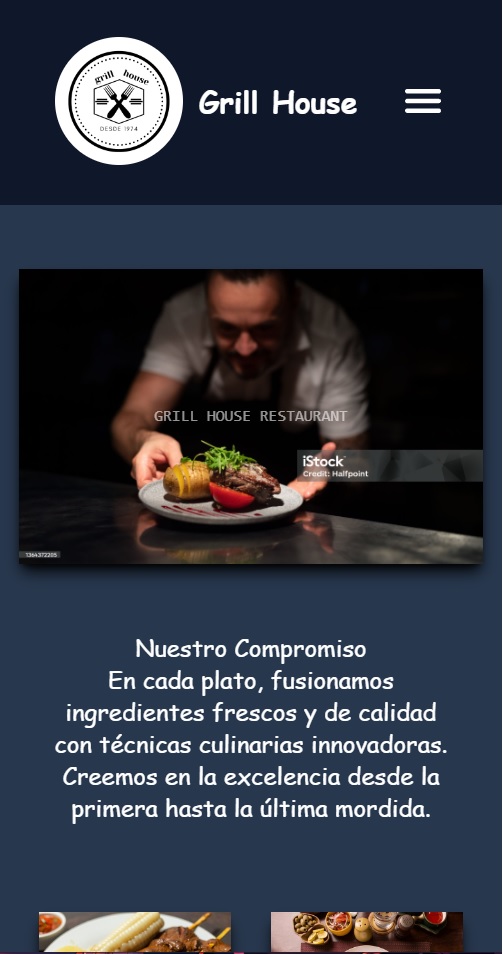 grill house
DESDE 1974
Grill House
GRILL HOUSE RESTAURANT
iStock
Credit: Halfpoint
1364372205
Nuestro Compromiso
En cada plato, fusionamos
ingredientes frescos y de calidad
con técnicas culinarias innovadoras.
Creemos en la excelencia desde la
primera hasta la última mordida.